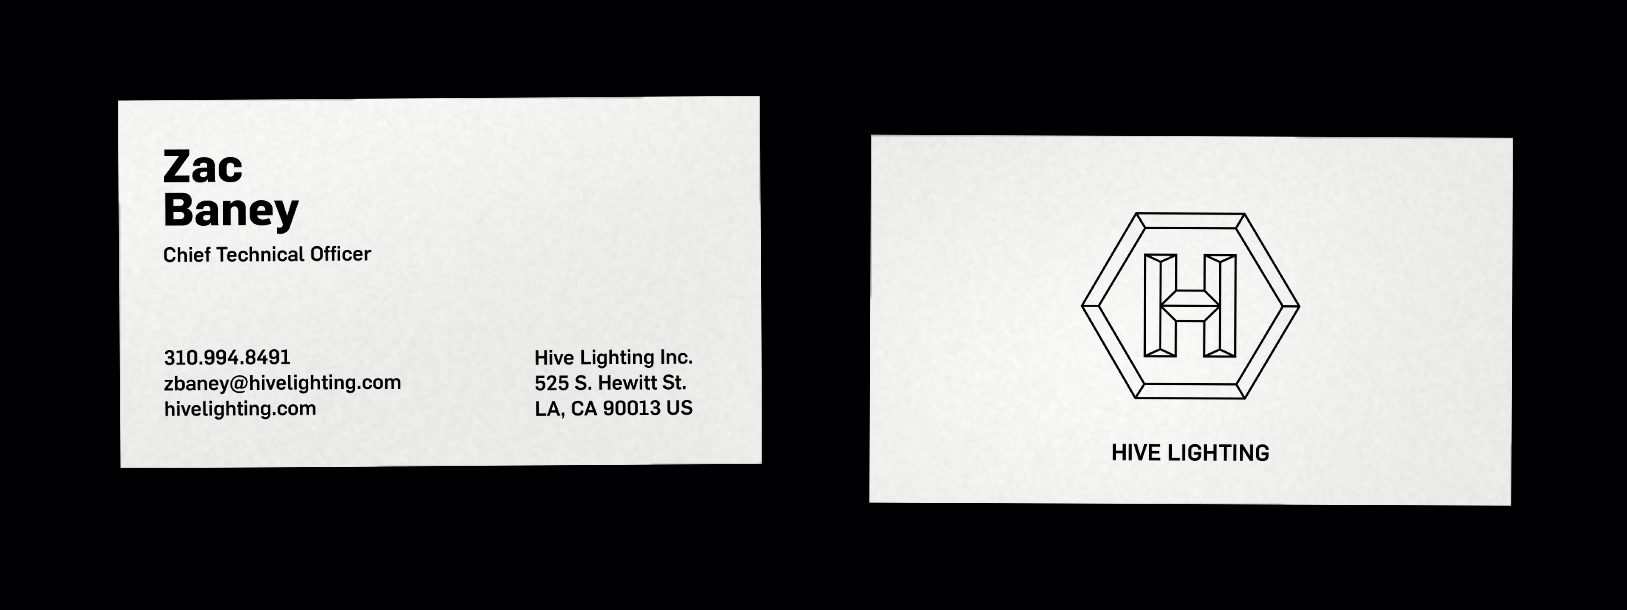 Zac
Baney
Chief Technical Officer
310.994.8491
zbaney@hivelighting.com
hivelighting.com
Hive Lighting Inc.
525 S. Hewitt St.
LA, CA 90013 US
H
HIVE LIGHTING